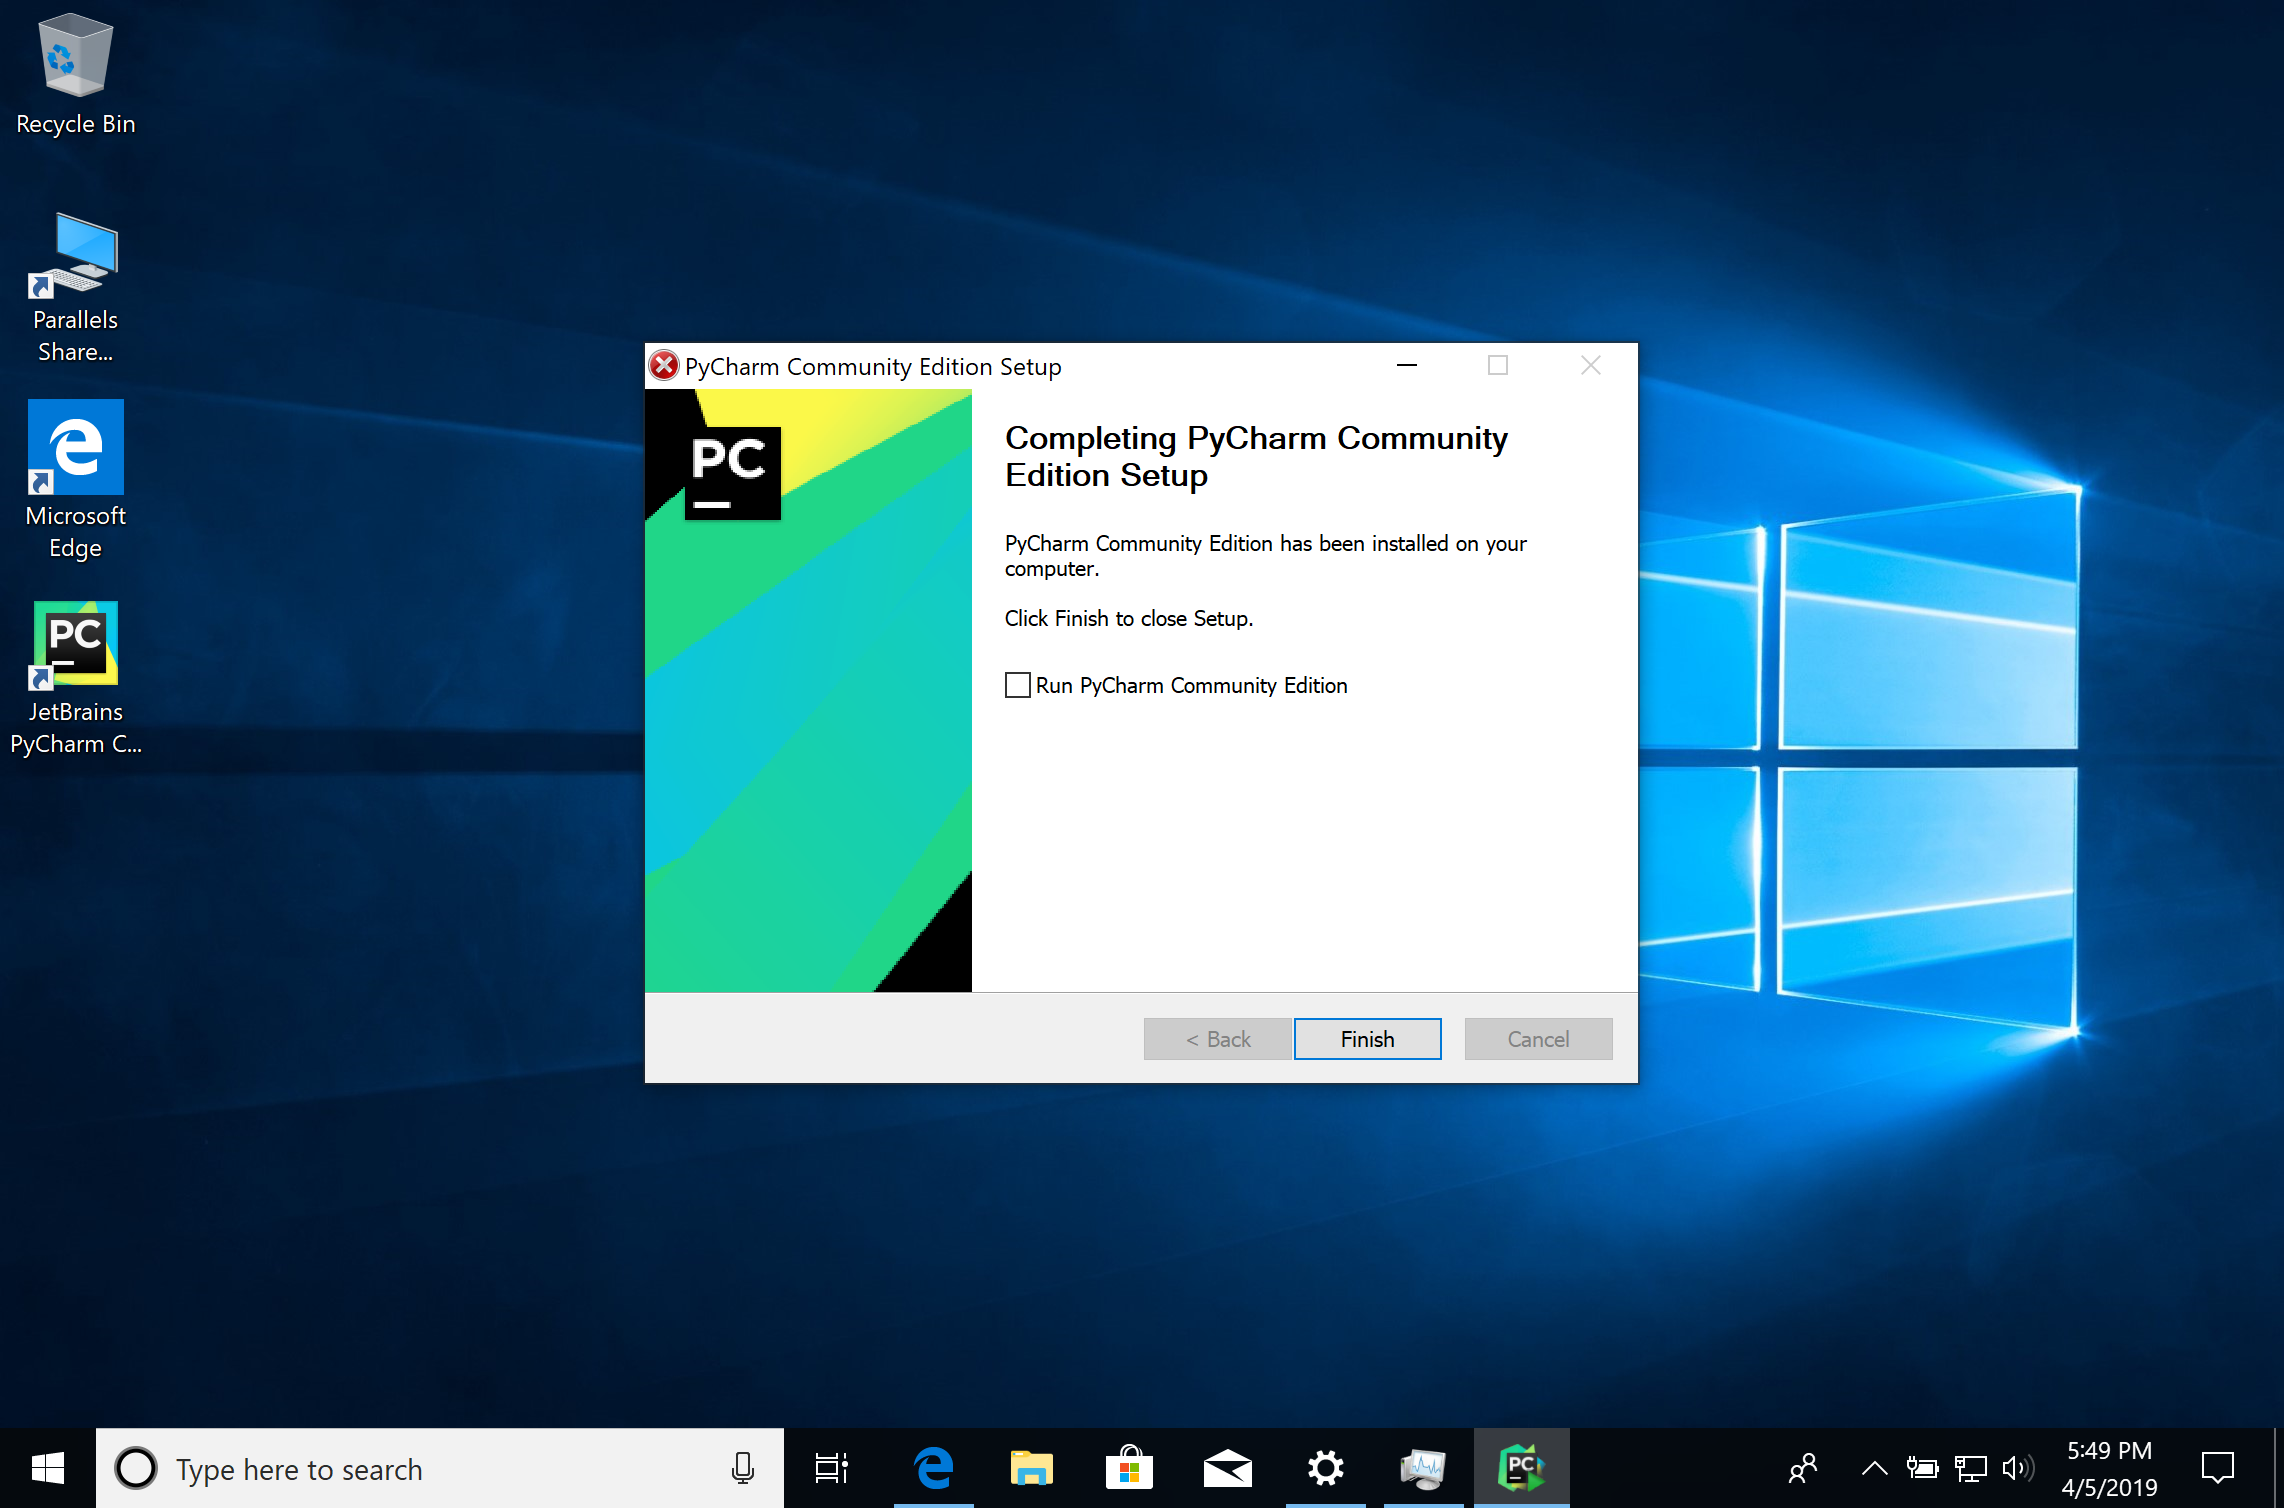 Recycle Bin
Parallels
Share...
Microsoft
Edge
PC
JetBrains
PyCharm C...
PyCharm Community Edition Setup
PC
Completing PyCharm Community
Edition Setup
PyCharm Community Edition has been installed on your
computer.
Click Finish to close Setup.
Run PyCharm Community Edition
< Back
Finish
Cancel
Type here to search
PC
5:49 PM
4/5/2019